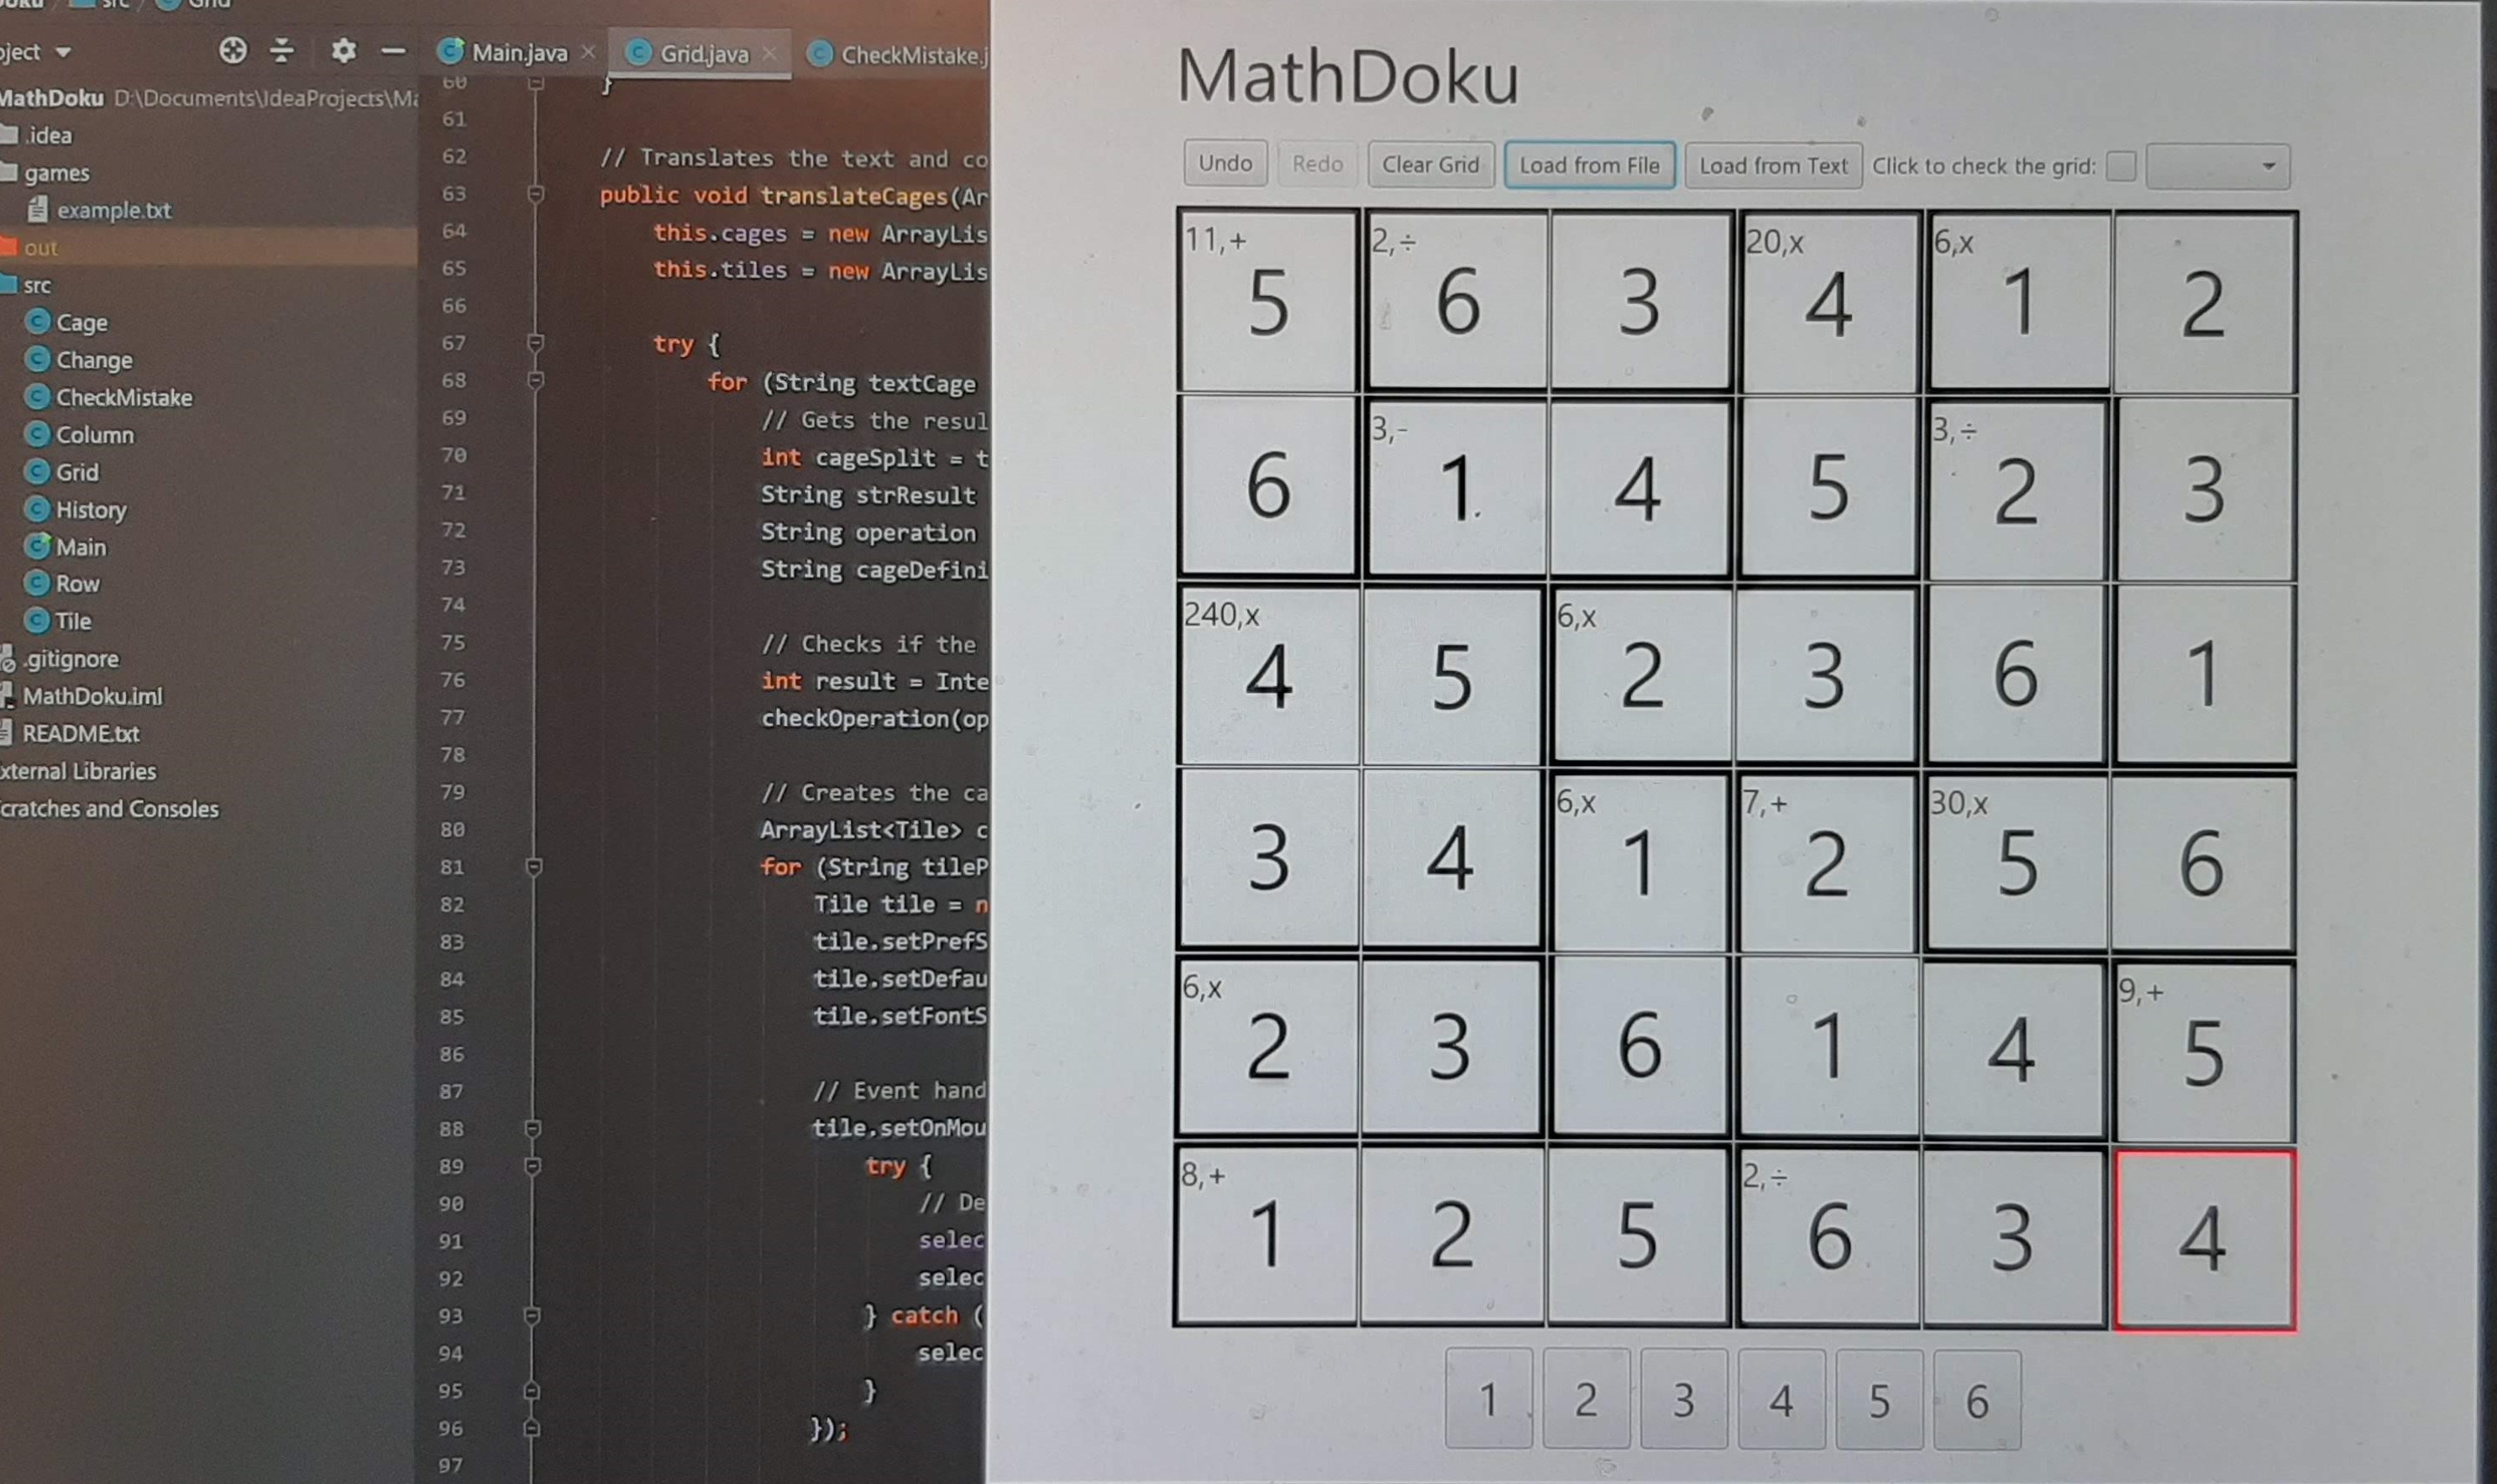 src Grid
Main.java Grid.java CheckMistake.j
MathDoku D:\Documents\IdeaProjects\Ma
.idea
games
example.txt
out
src
Cage
Change
CheckMistake
Column
Grid
History
Main
Row
Tile
.gitignore
MathDoku.iml
README.txt
xternal Libraries
cratches and Consoles
60 }
61
62 // Translates the text and co
63 public void translateCages(Ar
64 this.cages = new ArrayLis
65 this.tiles = new ArrayLis
66
67 try {
68 for (String textCage
69 // Gets the resul
70 int cageSplit = t
71 String strResult
72 String operation
73 String cageDefini
74
75 // Checks if the
76 int result = Inte
77 checkOperation(op
78
79 // Creates the ca
80 ArrayList<Tile> c
81 for (String tileP
82 Tile tile = n
83 tile.setPrefS
84 tile.setDefau
85 tile.setFontS
86
87 // Event hand
88 tile.setOnMou
89 try {
90 // De
91 selec
92 selec
93 } catch (
94 selec
95 }
96 });
97
MathDoku
Undo Redo Clear Grid Load from File Load from Text Click to check the grid:
11,+ 2,÷ 20,x 6,x
5 6 3 4 1 2
3,- 3,÷
6 1 4 5 2 3
240,x 6,x
4 5 2 3 6 1
6,x 7,+ 30,x
3 4 1 2 5 6
6,x 9,+
2 3 6 1 4 5
8,+ 2,÷
1 2 5 6 3 4
1 2 3 4 5 6